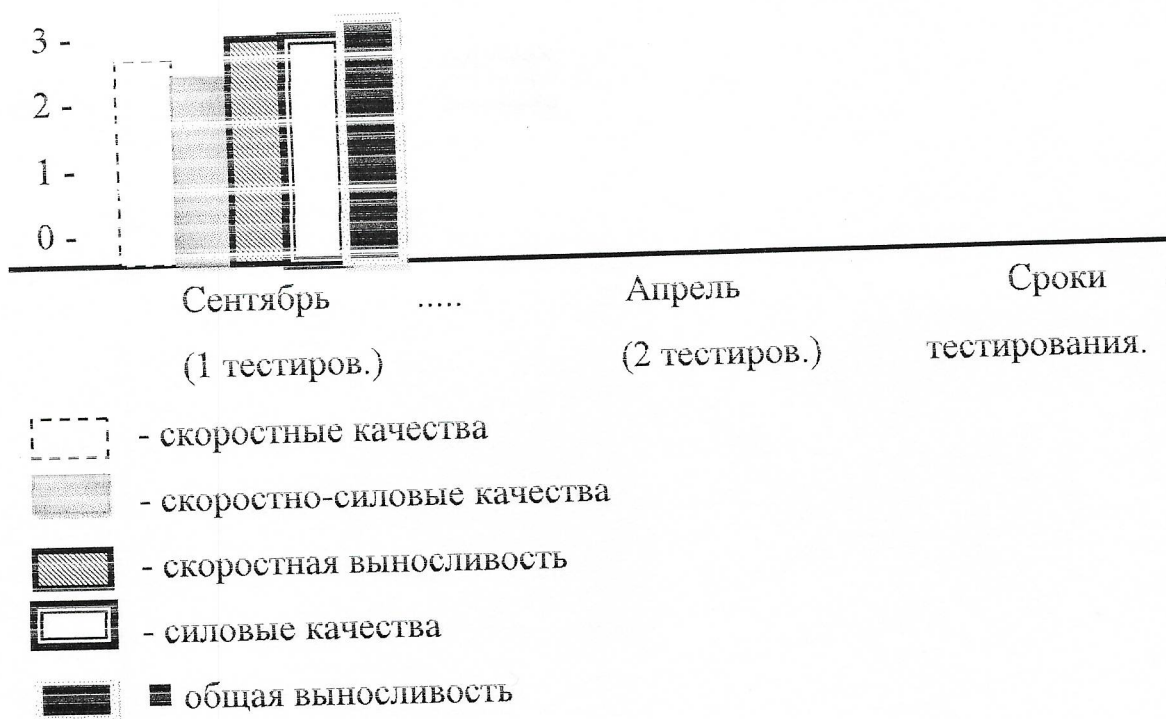 3 -
2 -
1 -
0 -
Сентябрь ..... Апрель Сроки
(1 тестиров.) (2 тестиров.) тестирования.
- скоростные качества
- скоростно-силовые качества
- скоростная выносливость
- силовые качества
общая выносливость